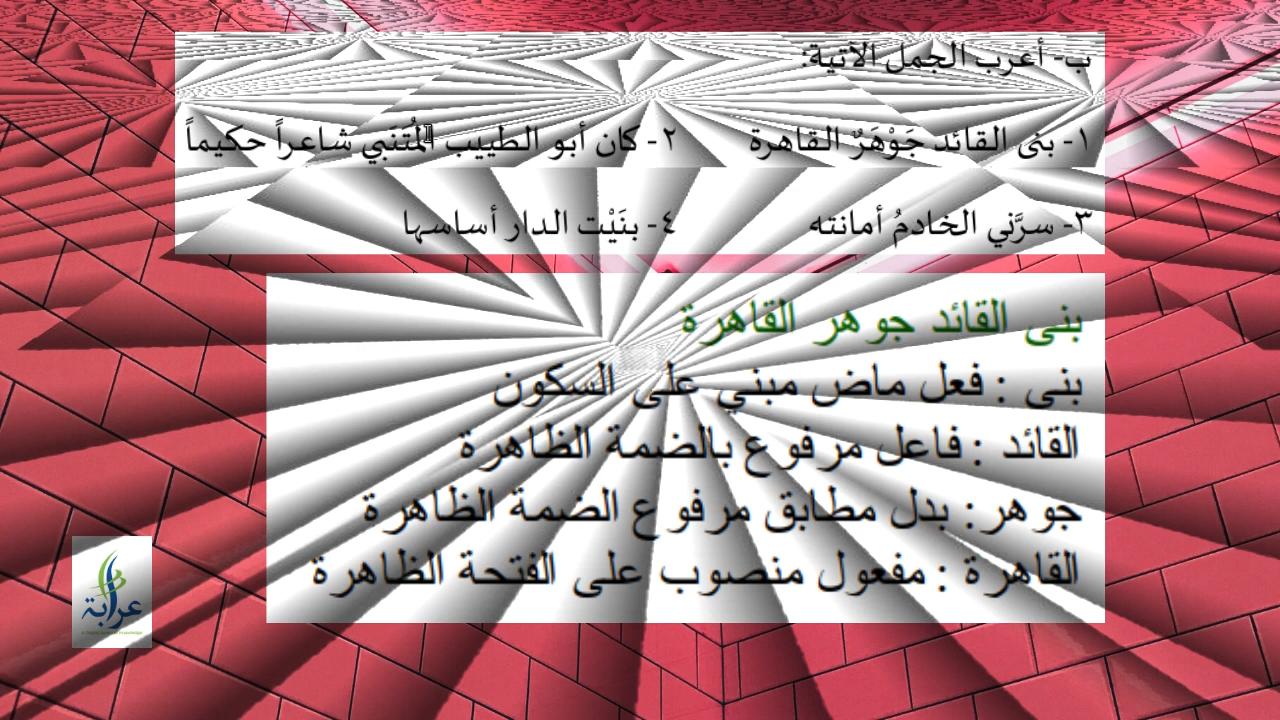 ب- أعرب الجمل الآتية:
١- بنى القائد جَوْهَرٌ القاهرة ٢- كان أبو الطييب المُتنبي شاعراً حكيماً
٣- سرَّني الخادمُ أمانته ٤- بنَيْت الدار أساسها
بنى القائد جوهر القاهرة
بنى : فعل ماض مبني على السكون
القائد : فاعل مرفوع بالضمة الظاهرة
جوهر: بدل مطابق مرفوع الضمة الظاهرة
القاهرة : مفعول منصوب على الفتحة الظاهرة
عرابة